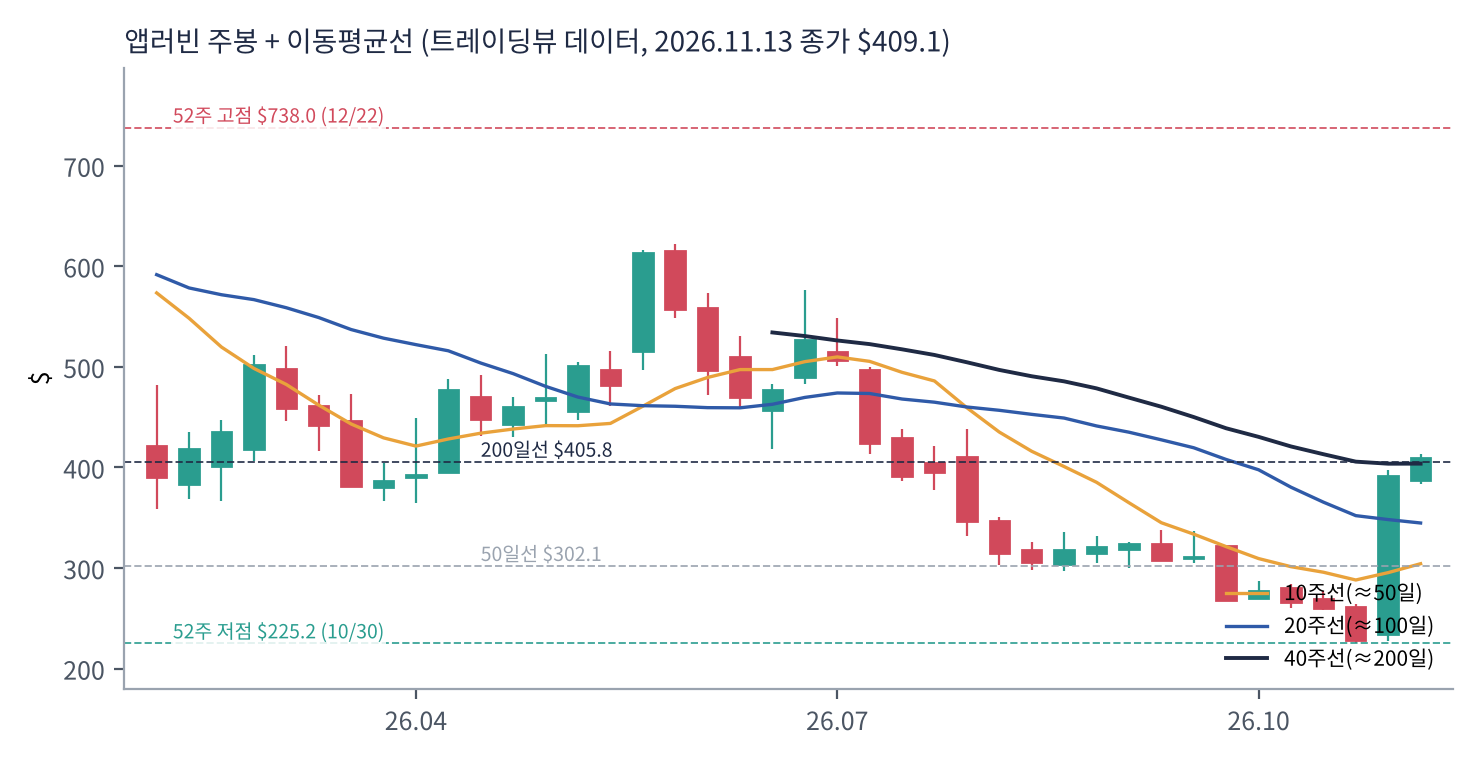 앱러빈 주봉 + 이동평균선 (트레이딩뷰 데이터, 2026.11.13 종가 $409.1)
52주 고점 $738.0 (12/22)
700
600
$
500
200일선 $405.8
400
50일선 $302.1
300
10주선(≈50일)
52주 저점 $225.2 (10/30)
20주선(≈100일)
40주선(≈200일)
200
26.04
26.07
26.10